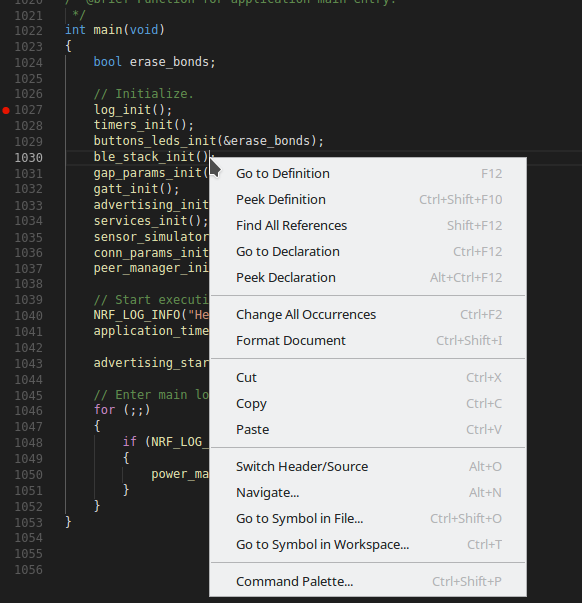 1020 /**@brief Function for application main entry.
1021  */
1022 int main(void)
1023 {
1024     bool erase_bonds;
1025
1026     // Initialize.
1027     log_init();
1028     timers_init();
1029     buttons_leds_init(&erase_bonds);
1030     ble_stack_init();
1031     gap_params_init(
1032     gatt_init();
1033     advertising_init
1034     services_init();
1035     sensor_simulator
1036     conn_params_init
1037     peer_manager_ini
1038
1039     // Start executi
1040     NRF_LOG_INFO("He
1041     application_time
1042
1043     advertising_star
1044
1045     // Enter main lo
1046     for (;;)
1047     {
1048         if (NRF_LOG_
1049         {
1050             power_ma
1051         }
1052     }
1053 }
1054
1055
1056
Go to Definition F12
Peek Definition Ctrl+Shift+F10
Find All References Shift+F12
Go to Declaration Ctrl+F12
Peek Declaration Alt+Ctrl+F12
Change All Occurrences Ctrl+F2
Format Document Ctrl+Shift+I
Cut Ctrl+X
Copy Ctrl+C
Paste Ctrl+V
Switch Header/Source Alt+O
Navigate... Alt+N
Go to Symbol in File... Ctrl+Shift+O
Go to Symbol in Workspace... Ctrl+T
Command Palette... Ctrl+Shift+P